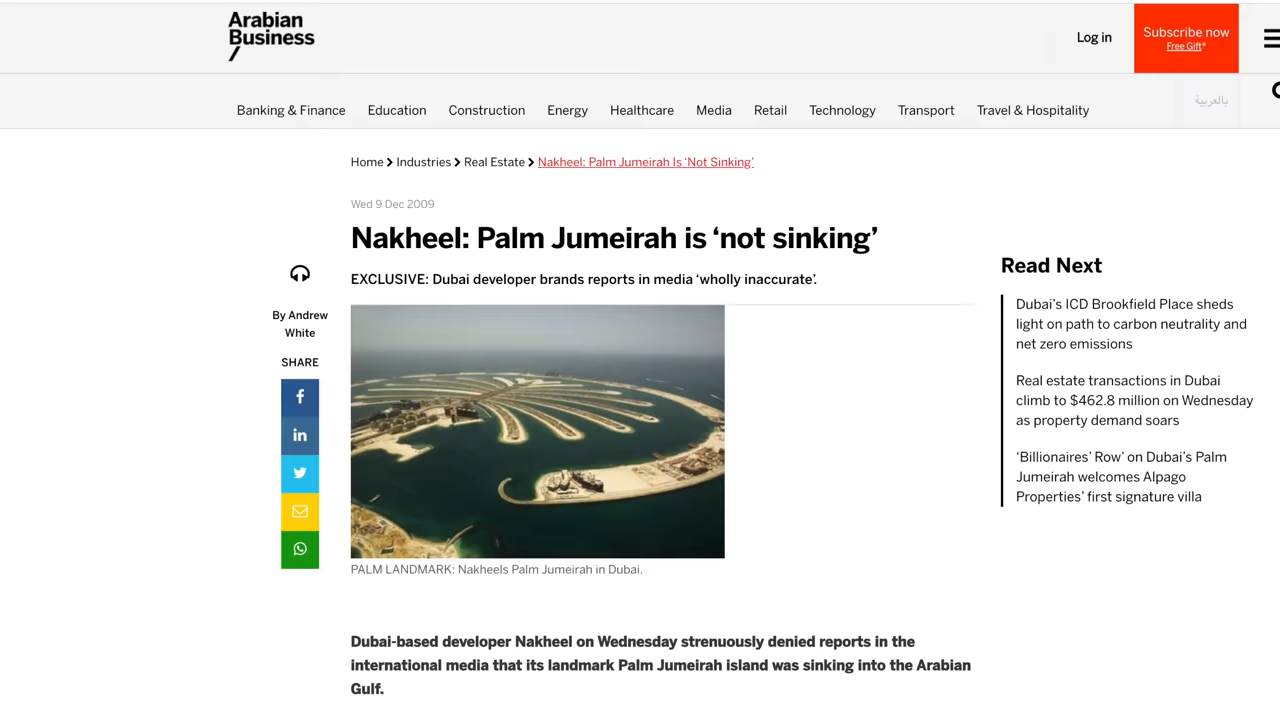 Arabian
Business
Log in
Subscribe now
Free Gift*
Banking & Finance
Education
Construction
Energy
Healthcare
Media
Retail
Technology
Transport
Travel & Hospitality
بالعربية
Home
Industries
Real Estate
Nakheel: Palm Jumeirah Is ‘Not Sinking’
Wed 9 Dec 2009
Nakheel: Palm Jumeirah is ‘not sinking’
EXCLUSIVE: Dubai developer brands reports in media ‘wholly inaccurate’.
By Andrew
White
SHARE
PALM LANDMARK: Nakheels Palm Jumeirah in Dubai.
Dubai-based developer Nakheel on Wednesday strenuously denied reports in the
international media that its landmark Palm Jumeirah island was sinking into the Arabian
Gulf.
Read Next
Dubai’s ICD Brookfield Place sheds
light on path to carbon neutrality and
net zero emissions
Real estate transactions in Dubai
climb to $462.8 million on Wednesday
as property demand soars
‘Billionaires’ Row’ on Dubai’s Palm
Jumeirah welcomes Alpago
Properties’ first signature villa